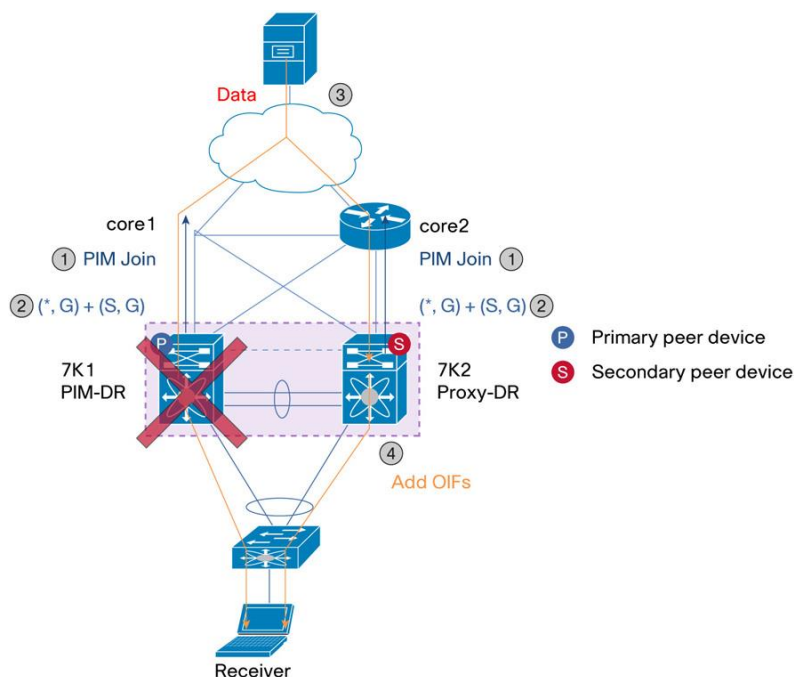 Data
3
core1
core2
1 PIM Join
PIM Join 1
2 (*, G) + (S, G)
(*, G) + (S, G) 2
P
S
7K1
PIM-DR
7K2
Proxy-DR
P Primary peer device
S Secondary peer device
4
Add OIFs
Receiver